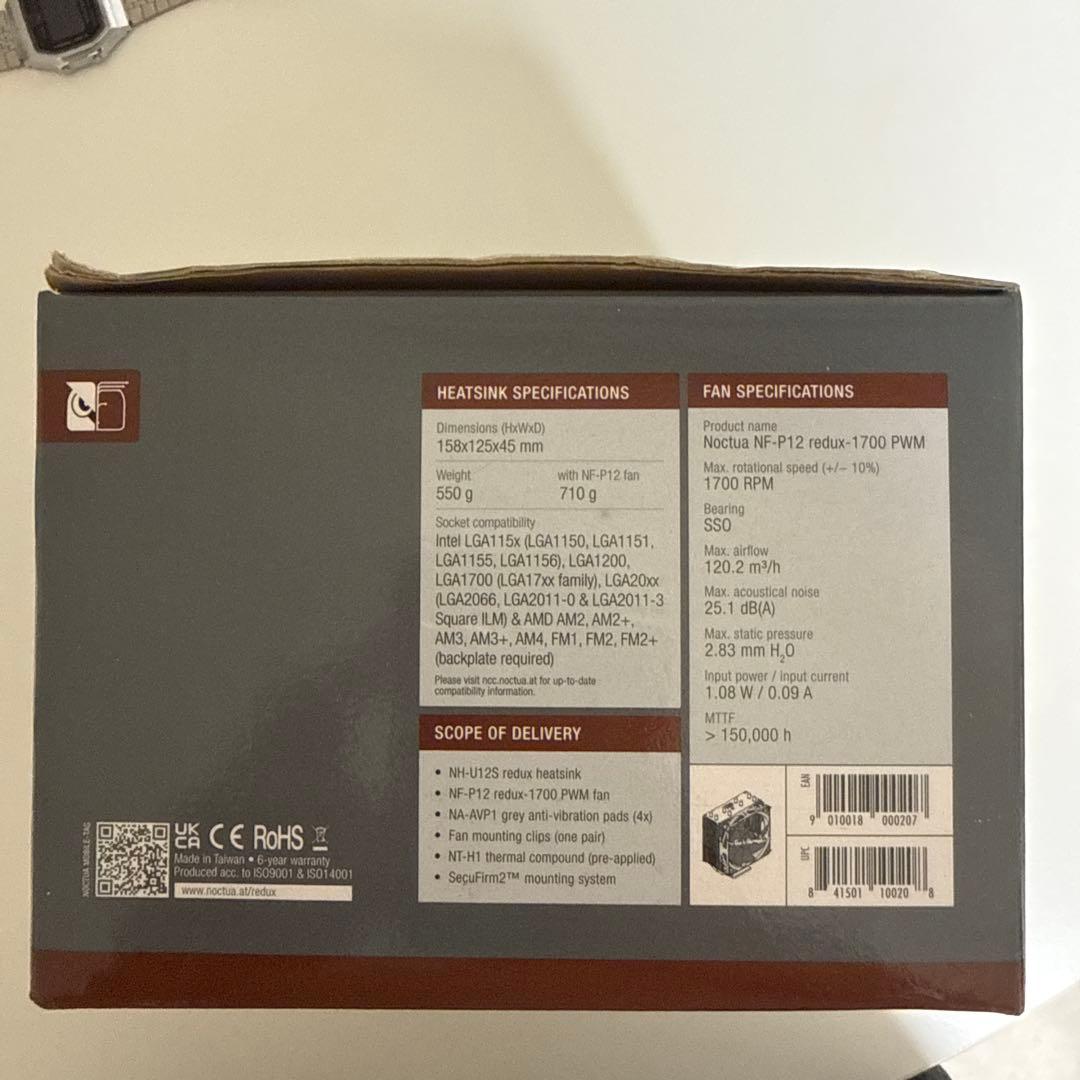 HEATSINK SPECIFICATIONS
Dimensions (HxWxD)
158x125x45 mm
Weight
550 g
with NF-P12 fan
710 g
Socket compatibility
Intel LGA115x (LGA1150, LGA1151,
LGA1155, LGA1156), LGA1200,
LGA1700 (LGA17xx family), LGA20xx
(LGA2066, LGA2011-0 & LGA2011-3
Square ILM) & AMD AM2, AM2+,
AM3, AM3+, AM4, FM1, FM2, FM2+
(backplate required)
Please visit ncc.noctua.at for up-to-date
compatibility information.
SCOPE OF DELIVERY
• NH-U12S redux heatsink
• NF-P12 redux-1700 PWM fan
• NA-AVP1 grey anti-vibration pads (4x)
• Fan mounting clips (one pair)
• NT-H1 thermal compound (pre-applied)
• SecuFirm2™ mounting system
FAN SPECIFICATIONS
Product name
Noctua NF-P12 redux-1700 PWM
Max. rotational speed (+/– 10%)
1700 RPM
Bearing
SSO
Max. airflow
120.2 m³/h
Max. acoustical noise
25.1 dB(A)
Max. static pressure
2.83 mm H₂O
Input power / input current
1.08 W / 0.09 A
MTTF
> 150,000 h
EAN
9 010018 000207
UPC
8 41501 10020 8
NOCTUA MOBILE-TAG
UK CA CE RoHS
Made in Taiwan • 6-year warranty
Produced acc. to ISO9001 & ISO14001
www.noctua.at/redux